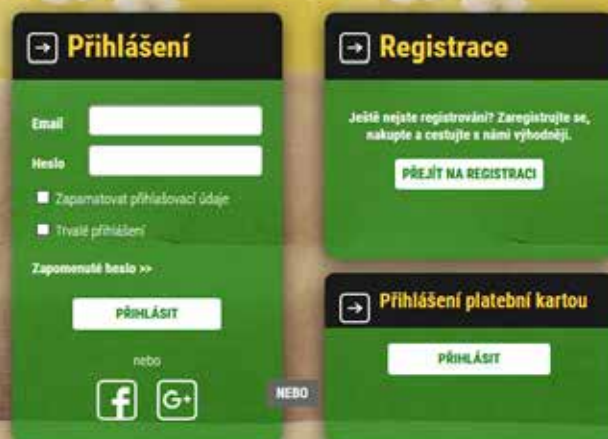 Přihlášení
Email
Heslo
Zapamatovat přihlašovací údaje
Trvalé přihlášení
Zapomenuté heslo >>
PŘIHLÁSIT
nebo
f
G+
NEBO
Registrace
Ještě nejste registrováni? Zaregistrujte se,
nakupte a cestujte s námi výhodněji.
PŘEJÍT NA REGISTRACI
Přihlášení platební kartou
PŘIHLÁSIT